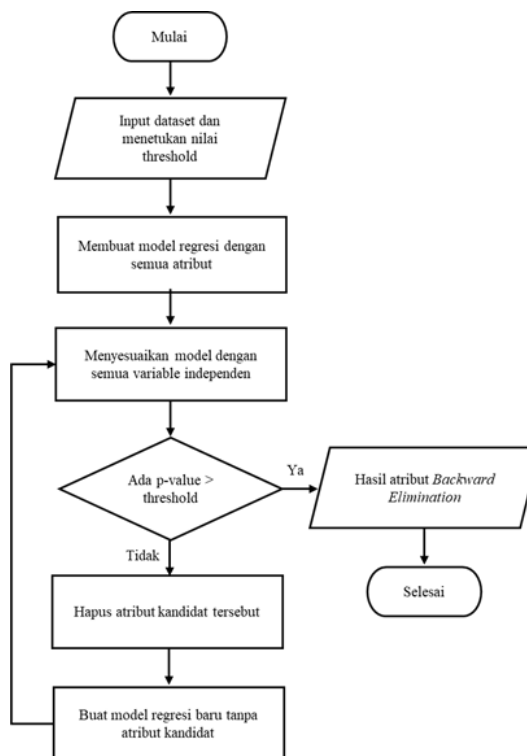 Mulai
Input dataset dan
menetukan nilai
threshold
Membuat model regresi dengan
semua atribut
Menyesuaikan model dengan
semua variable independen
Ada p-value >
threshold
Ya
Hasil atribut Backward
Elimination
Selesai
Tidak
Hapus atribut kandidat tersebut
Buat model regresi baru tanpa
atribut kandidat